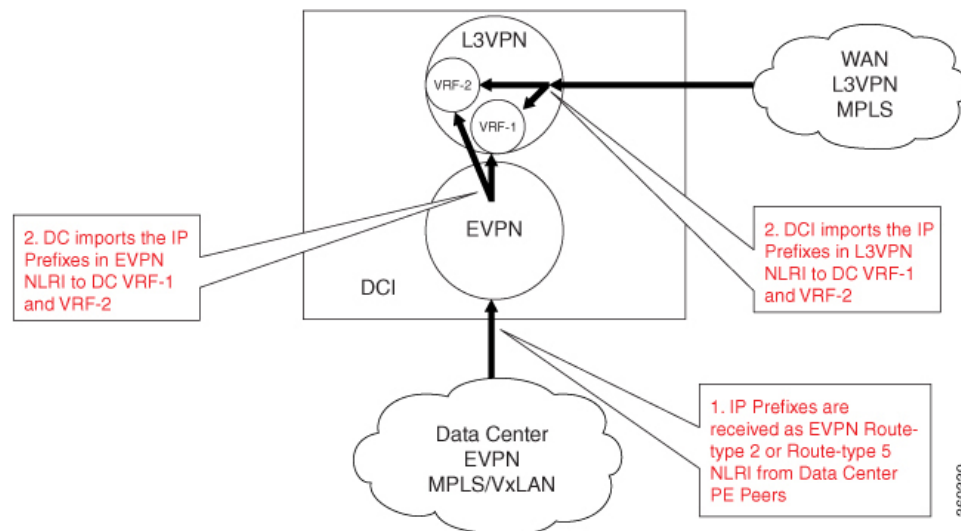 L3VPN
VRF-2
VRF-1
EVPN
DCI
WAN
L3VPN
MPLS
2. DC imports the IP
Prefixes in EVPN
NLRI to DC VRF-1
and VRF-2
2. DCI imports the IP
Prefixes in L3VPN
NLRI to DC VRF-1
and VRF-2
Data Center
EVPN
MPLS/VxLAN
1. IP Prefixes are
received as EVPN Route-
type 2 or Route-type 5
NLRI from Data Center
PE Peers